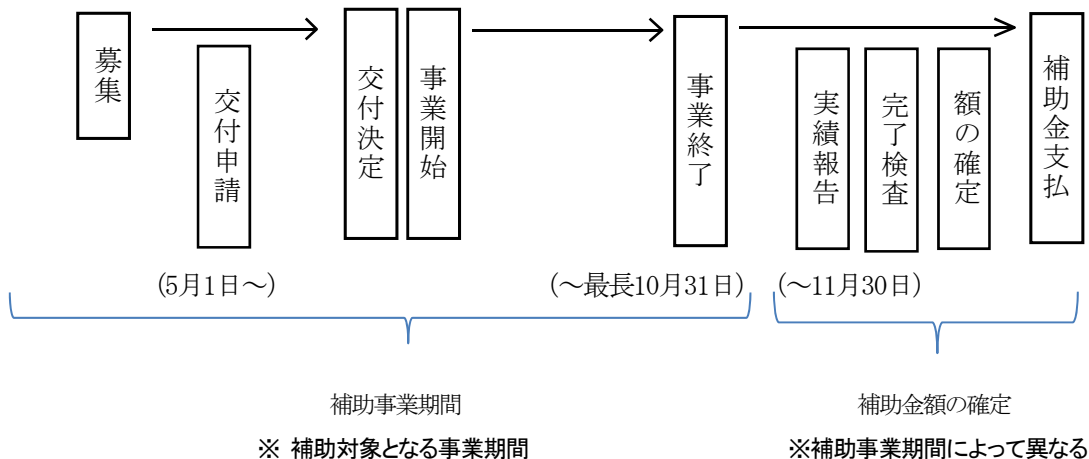 募集
交付申請
交付決定
事業開始
事業終了
実績報告
完了検査
額の確定
補助金支払
(5月1日～)
(～最長10月31日)
(～11月30日)
補助事業期間
補助金額の確定
※ 補助対象となる事業期間
※補助事業期間によって異なる